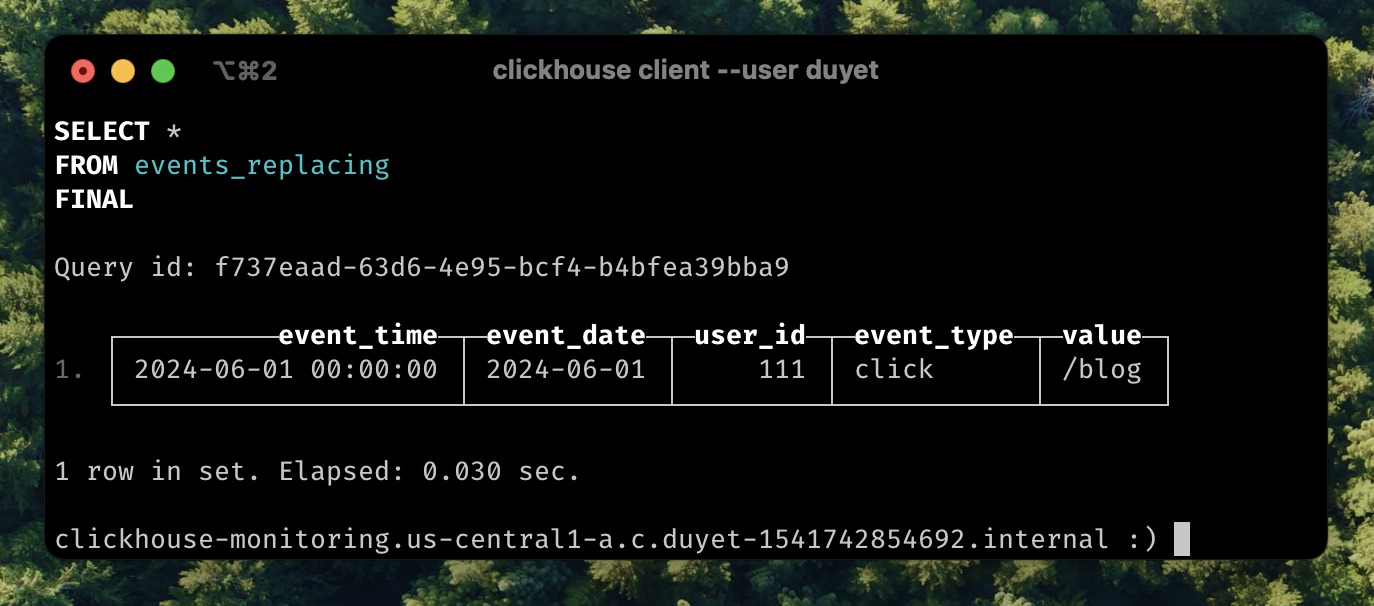 ⌥⌘2 clickhouse client --user duyet
SELECT *
FROM events_replacing
FINAL
Query id: f737eaad-63d6-4e95-bcf4-b4bfea39bba9
event_time event_date user_id event_type value
1. 2024-06-01 00:00:00 2024-06-01 111 click /blog
1 row in set. Elapsed: 0.030 sec.
clickhouse-monitoring.us-central1-a.c.duyet-1541742854692.internal :)